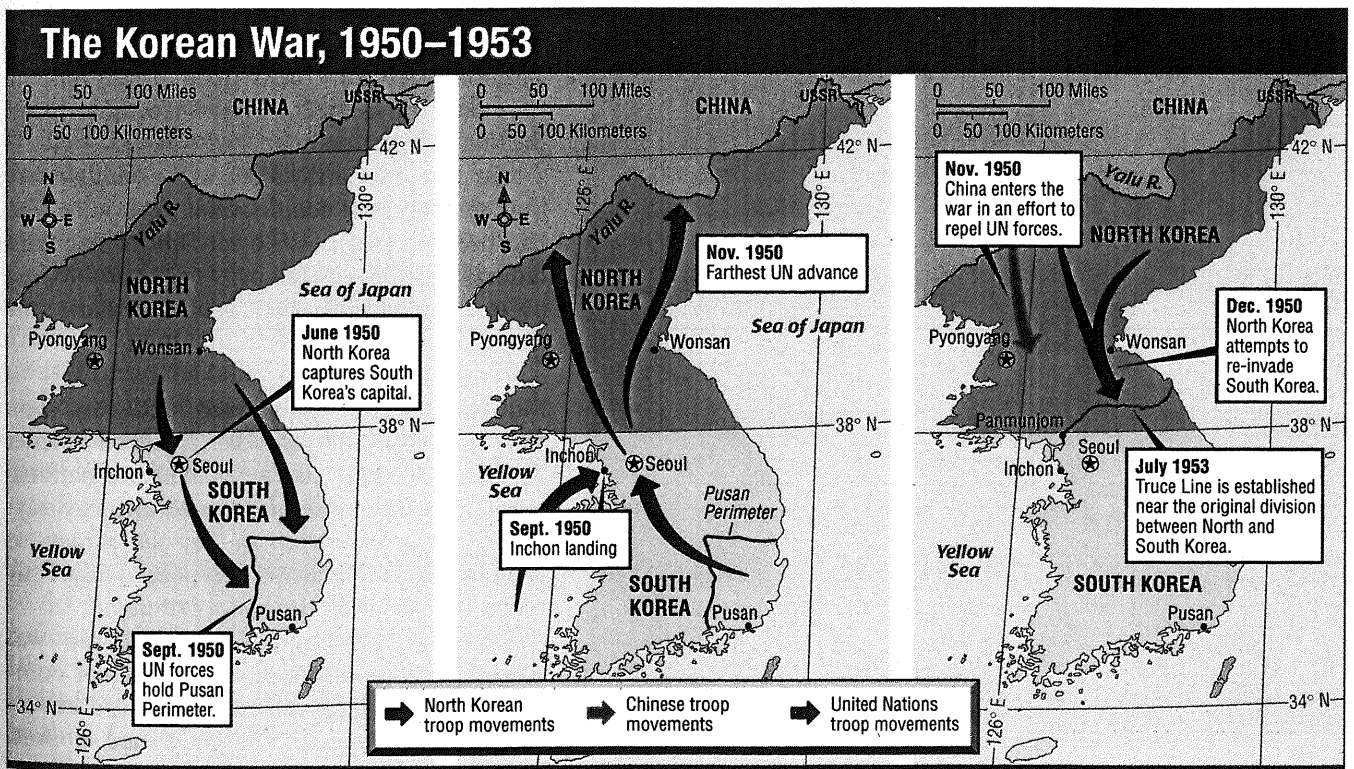 The Korean War, 1950–1953
0 50 100 Miles
0 50 100 Kilometers
CHINA
USSR
42° N
N
W E
S
126° E
130° E
Yalu R.
NORTH
KOREA
Sea of Japan
June 1950
North Korea
captures South
Korea's capital.
Pyongyang
Wonsan
38° N
Inchon
Seoul
SOUTH
KOREA
Yellow
Sea
Pusan
Sept. 1950
UN forces
hold Pusan
Perimeter.
34° N
126° E
0 50 100 Miles
0 50 100 Kilometers
CHINA
USSR
42° N
N
W E
S
126° E
130° E
Yalu R.
Nov. 1950
Farthest UN advance
NORTH
KOREA
Sea of Japan
Pyongyang
Wonsan
38° N
Inchon
Seoul
Yellow
Sea
Pusan
Perimeter
Sept. 1950
Inchon landing
SOUTH
KOREA
Pusan
0 50 100 Miles
0 50 100 Kilometers
CHINA
USSR
42° N
Nov. 1950
China enters the
war in an effort to
repel UN forces.
Yalu R.
130° E
NORTH KOREA
Dec. 1950
North Korea
attempts to
re-invade
South Korea.
Pyongyang
Wonsan
Panmunjom
38° N
Seoul
Inchon
July 1953
Truce Line is established
near the original division
between North and
South Korea.
Yellow
Sea
SOUTH KOREA
Pusan
34° N
126° E
North Korean
troop movements
Chinese troop
movements
United Nations
troop movements